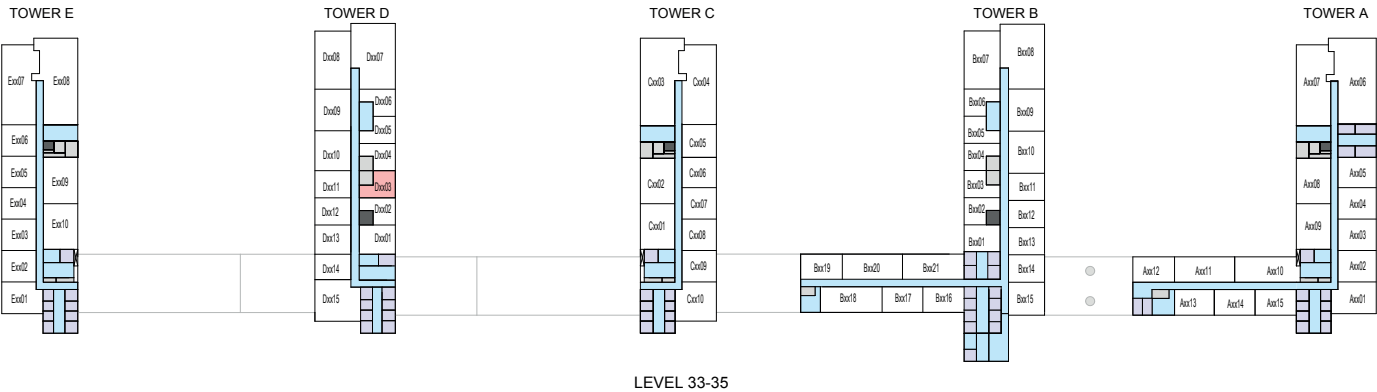 TOWER E
TOWER D
TOWER C
TOWER B
TOWER A
Exx07
Exx08
Exx06
Exx05
Exx09
Exx04
Exx03
Exx10
Exx02
Exx01
Dxx08
Dxx07
Dxx09
Dxx06
Dxx05
Dxx10
Dxx04
Dxx11
Dxx03
Dxx12
Dxx02
Dxx13
Dxx01
Dxx14
Dxx15
Cxx03
Cxx04
Cxx05
Cxx02
Cxx06
Cxx07
Cxx01
Cxx08
Cxx09
Cxx10
Bxx07
Bxx08
Bxx06
Bxx09
Bxx05
Bxx04
Bxx10
Bxx03
Bxx11
Bxx02
Bxx12
Bxx01
Bxx13
Bxx19
Bxx20
Bxx21
Bxx14
Bxx18
Bxx17
Bxx16
Bxx15
Axx07
Axx06
Axx08
Axx05
Axx04
Axx09
Axx03
Axx12
Axx11
Axx10
Axx02
Axx13
Axx14
Axx15
Axx01
LEVEL 33-35